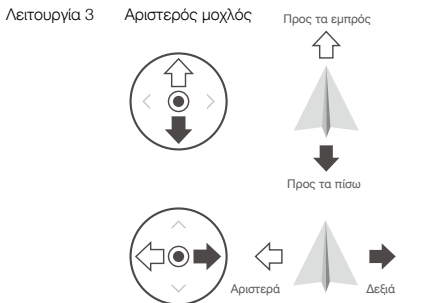 Λειτουργία 3
Αριστερός μοχλός
Προς τα εμπρός
Προς τα πίσω
Αριστερά
Δεξιά